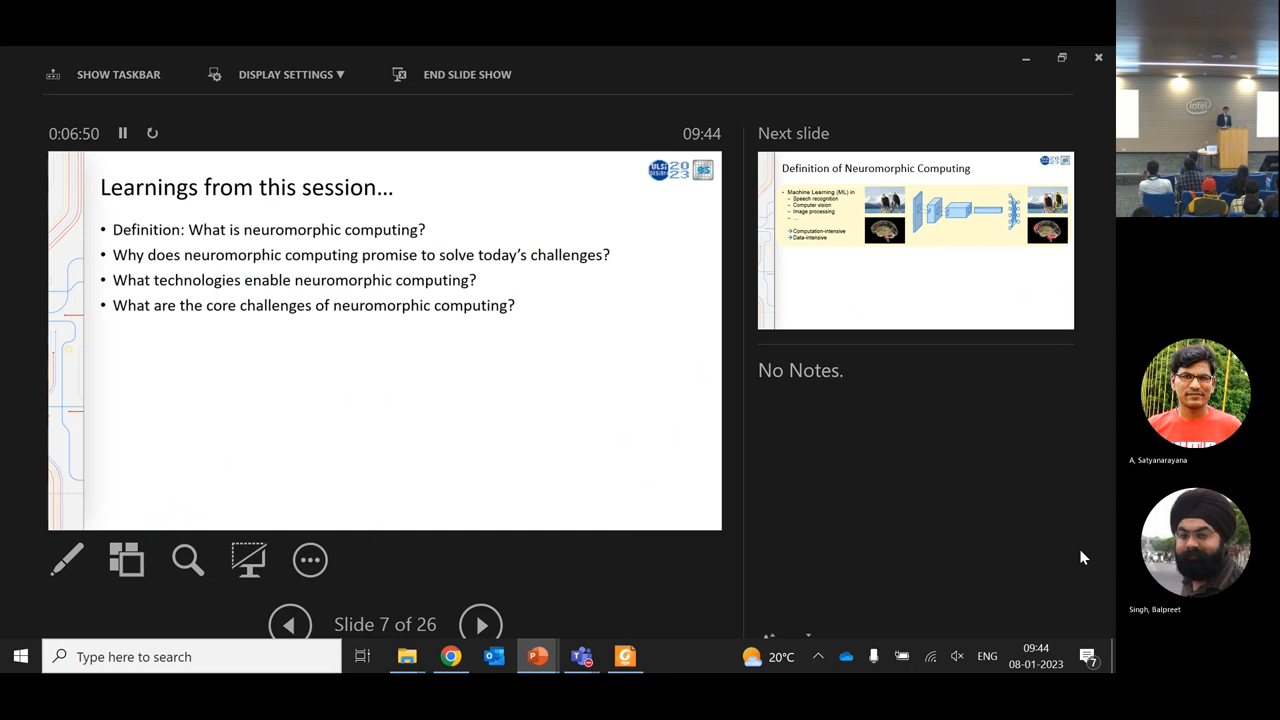 SHOW TASKBAR
DISPLAY SETTINGS ▼
END SLIDE SHOW
0:06:50
09:44
Learnings from this session...
20
23
• Definition: What is neuromorphic computing?
• Why does neuromorphic computing promise to solve today's challenges?
• What technologies enable neuromorphic computing?
• What are the core challenges of neuromorphic computing?
Next slide
Definition of Neuromorphic Computing
• Machine Learning (ML) in
– Speech recognition
– Computer vision
– Image processing
– ...
→ Computation-intensive
→ Data-intensive
No Notes.
Slide 7 of 26
intel
A, Satyanarayana
Singh, Balpreet
Type here to search
20°C
ENG
09:44
08-01-2023
7